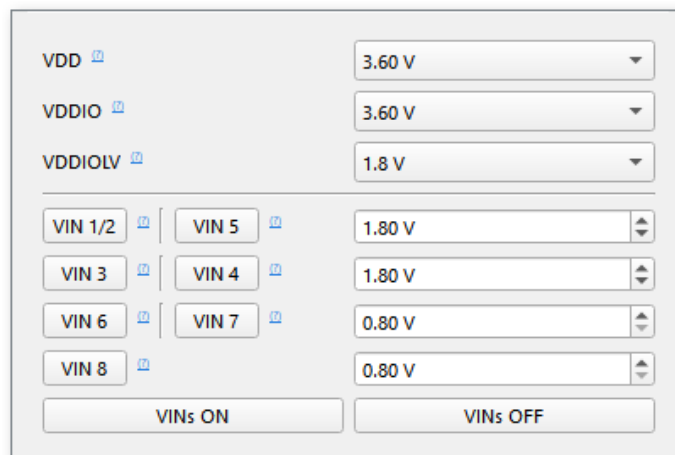 VDD (?) 3.60 V
VDDIO (?) 3.60 V
VDDIOLV (?) 1.8 V
VIN 1/2 (?) VIN 5 (?) 1.80 V
VIN 3 (?) VIN 4 (?) 1.80 V
VIN 6 (?) VIN 7 (?) 0.80 V
VIN 8 (?) 0.80 V
VINs ON VINs OFF